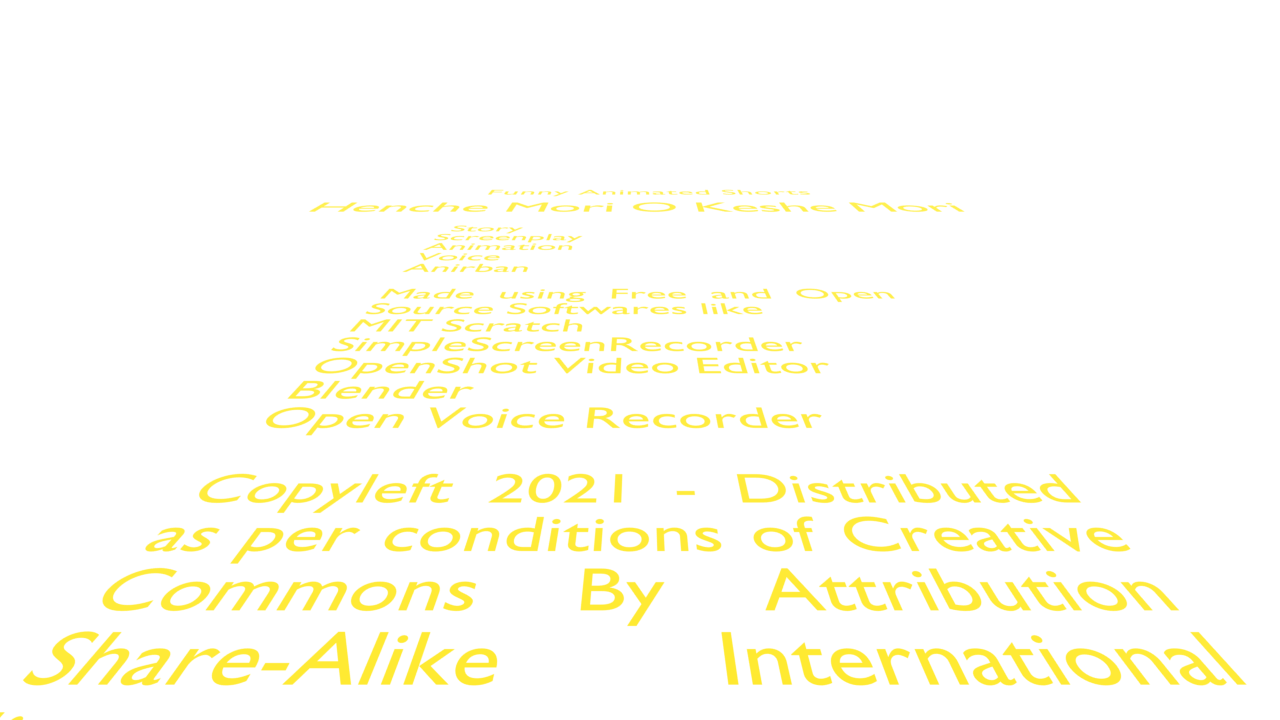 Funny Animated Shorts
Henche Mori O Keshe Mori
Story
Screenplay
Animation
Voice
Anirban
Made using Free and Open
Source Softwares like
MIT Scratch
SimpleScreenRecorder
OpenShot Video Editor
Blender
Open Voice Recorder
Copyleft 2021 - Distributed
as per conditions of Creative
Commons By Attribution
Share-Alike International